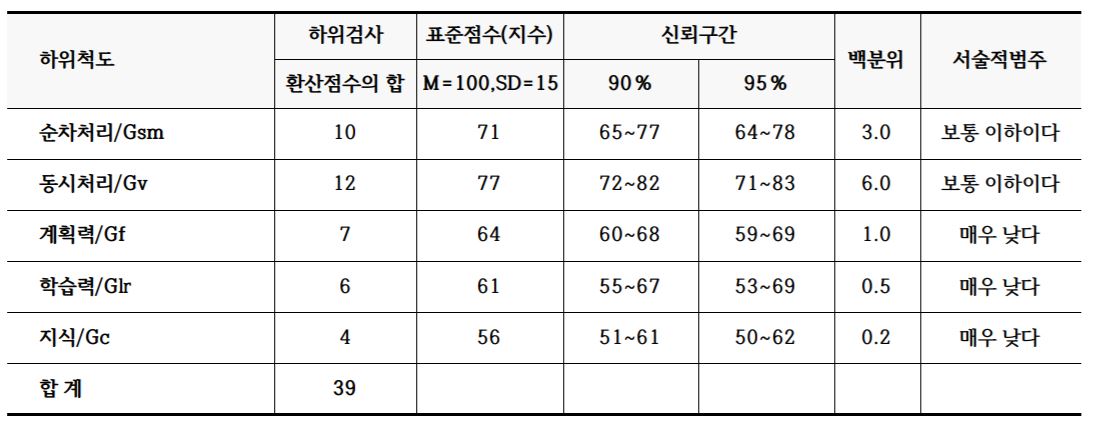 하위척도 하위검사 표준점수(지수) 신뢰구간 백분위 서술적범주
환산점수의 합 M=100,SD=15 90% 95%
순차처리/Gsm 10 71 65~77 64~78 3.0 보통 이하이다
동시처리/Gv 12 77 72~82 71~83 6.0 보통 이하이다
계획력/Gf 7 64 60~68 59~69 1.0 매우 낮다
학습력/Glr 6 61 55~67 53~69 0.5 매우 낮다
지식/Gc 4 56 51~61 50~62 0.2 매우 낮다
합 계 39